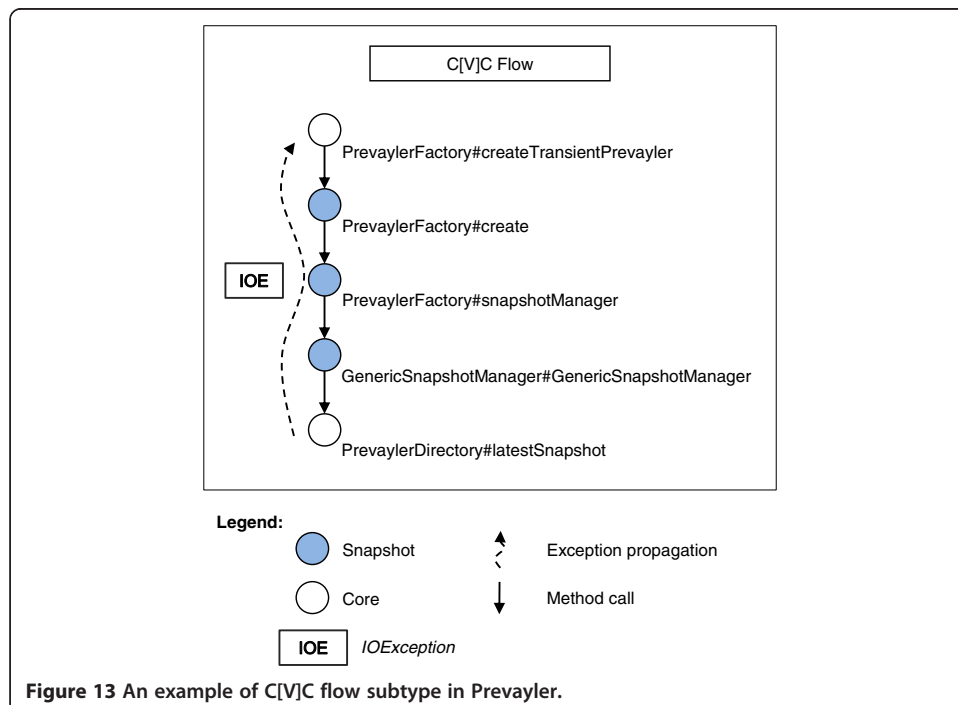 C[V]C Flow
PrevaylerFactory#createTransientPrevayler
PrevaylerFactory#create
IOE
PrevaylerFactory#snapshotManager
GenericSnapshotManager#GenericSnapshotManager
PrevaylerDirectory#latestSnapshot
Legend:
Snapshot
Exception propagation
Core
Method call
IOE
IOException
Figure 13 An example of C[V]C flow subtype in Prevayler.